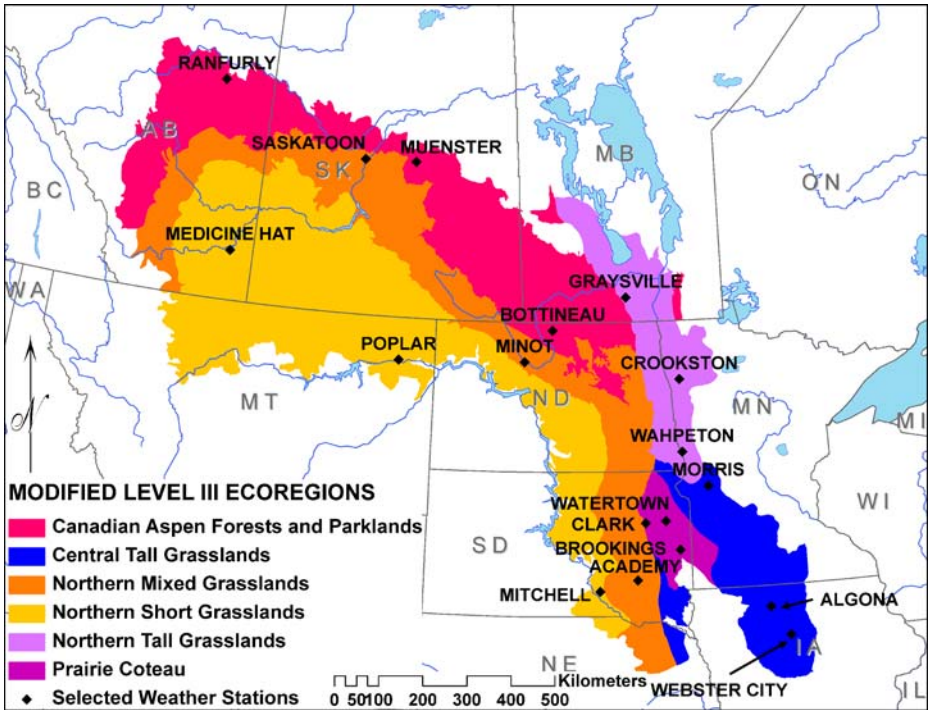 RANFURLY
AB
SASKATOON
MUENSTER
SK
MB
BC
ON
MEDICINE HAT
GRAYSVILLE
WA
BOTTINEAU
POPLAR
MINOT
CROOKSTON
N
MT
ND
MN
MI
WAHPETON
MORRIS
MODIFIED LEVEL III ECOREGIONS
WI
Canadian Aspen Forests and Parklands
WATERTOWN
CLARK
Central Tall Grasslands
SD
BROOKINGS
ACADEMY
Northern Mixed Grasslands
MITCHELL
Northern Short Grasslands
ALGONA
Northern Tall Grasslands
IA
Prairie Coteau
NE
Kilometers
WEBSTER CITY
Selected Weather Stations
0 50 100 200 300 400 500
IL